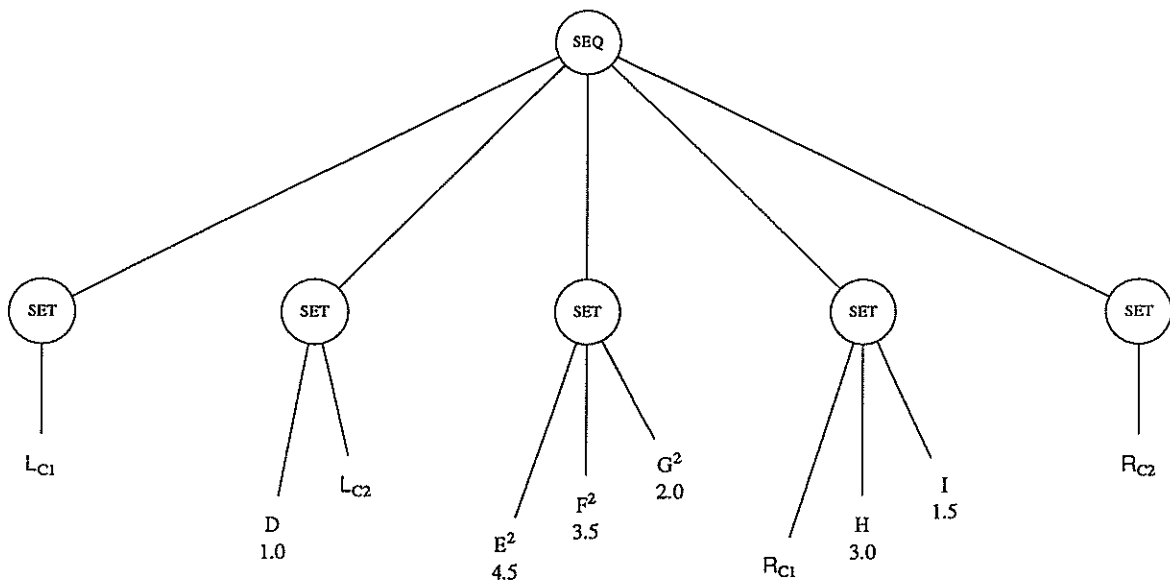 SEQ
SET SET SET SET SET
L_C1
D
1.0
L_C2
E²
4.5
F²
3.5
G²
2.0
R_C1
H
3.0
I
1.5
R_C2